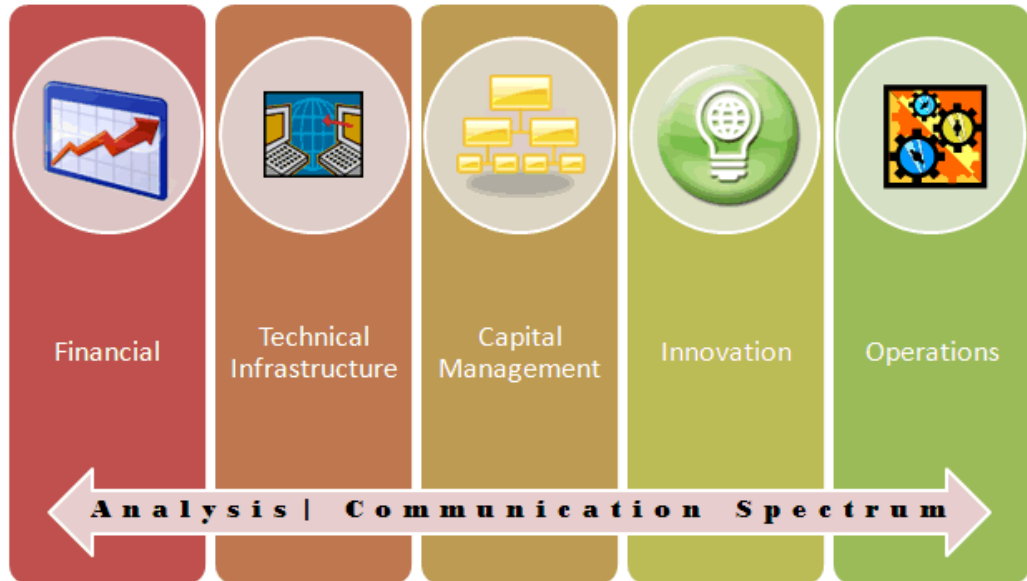 Financial
Technical
Infrastructure
Capital
Management
Innovation
Operations
Analysis| Communication Spectrum